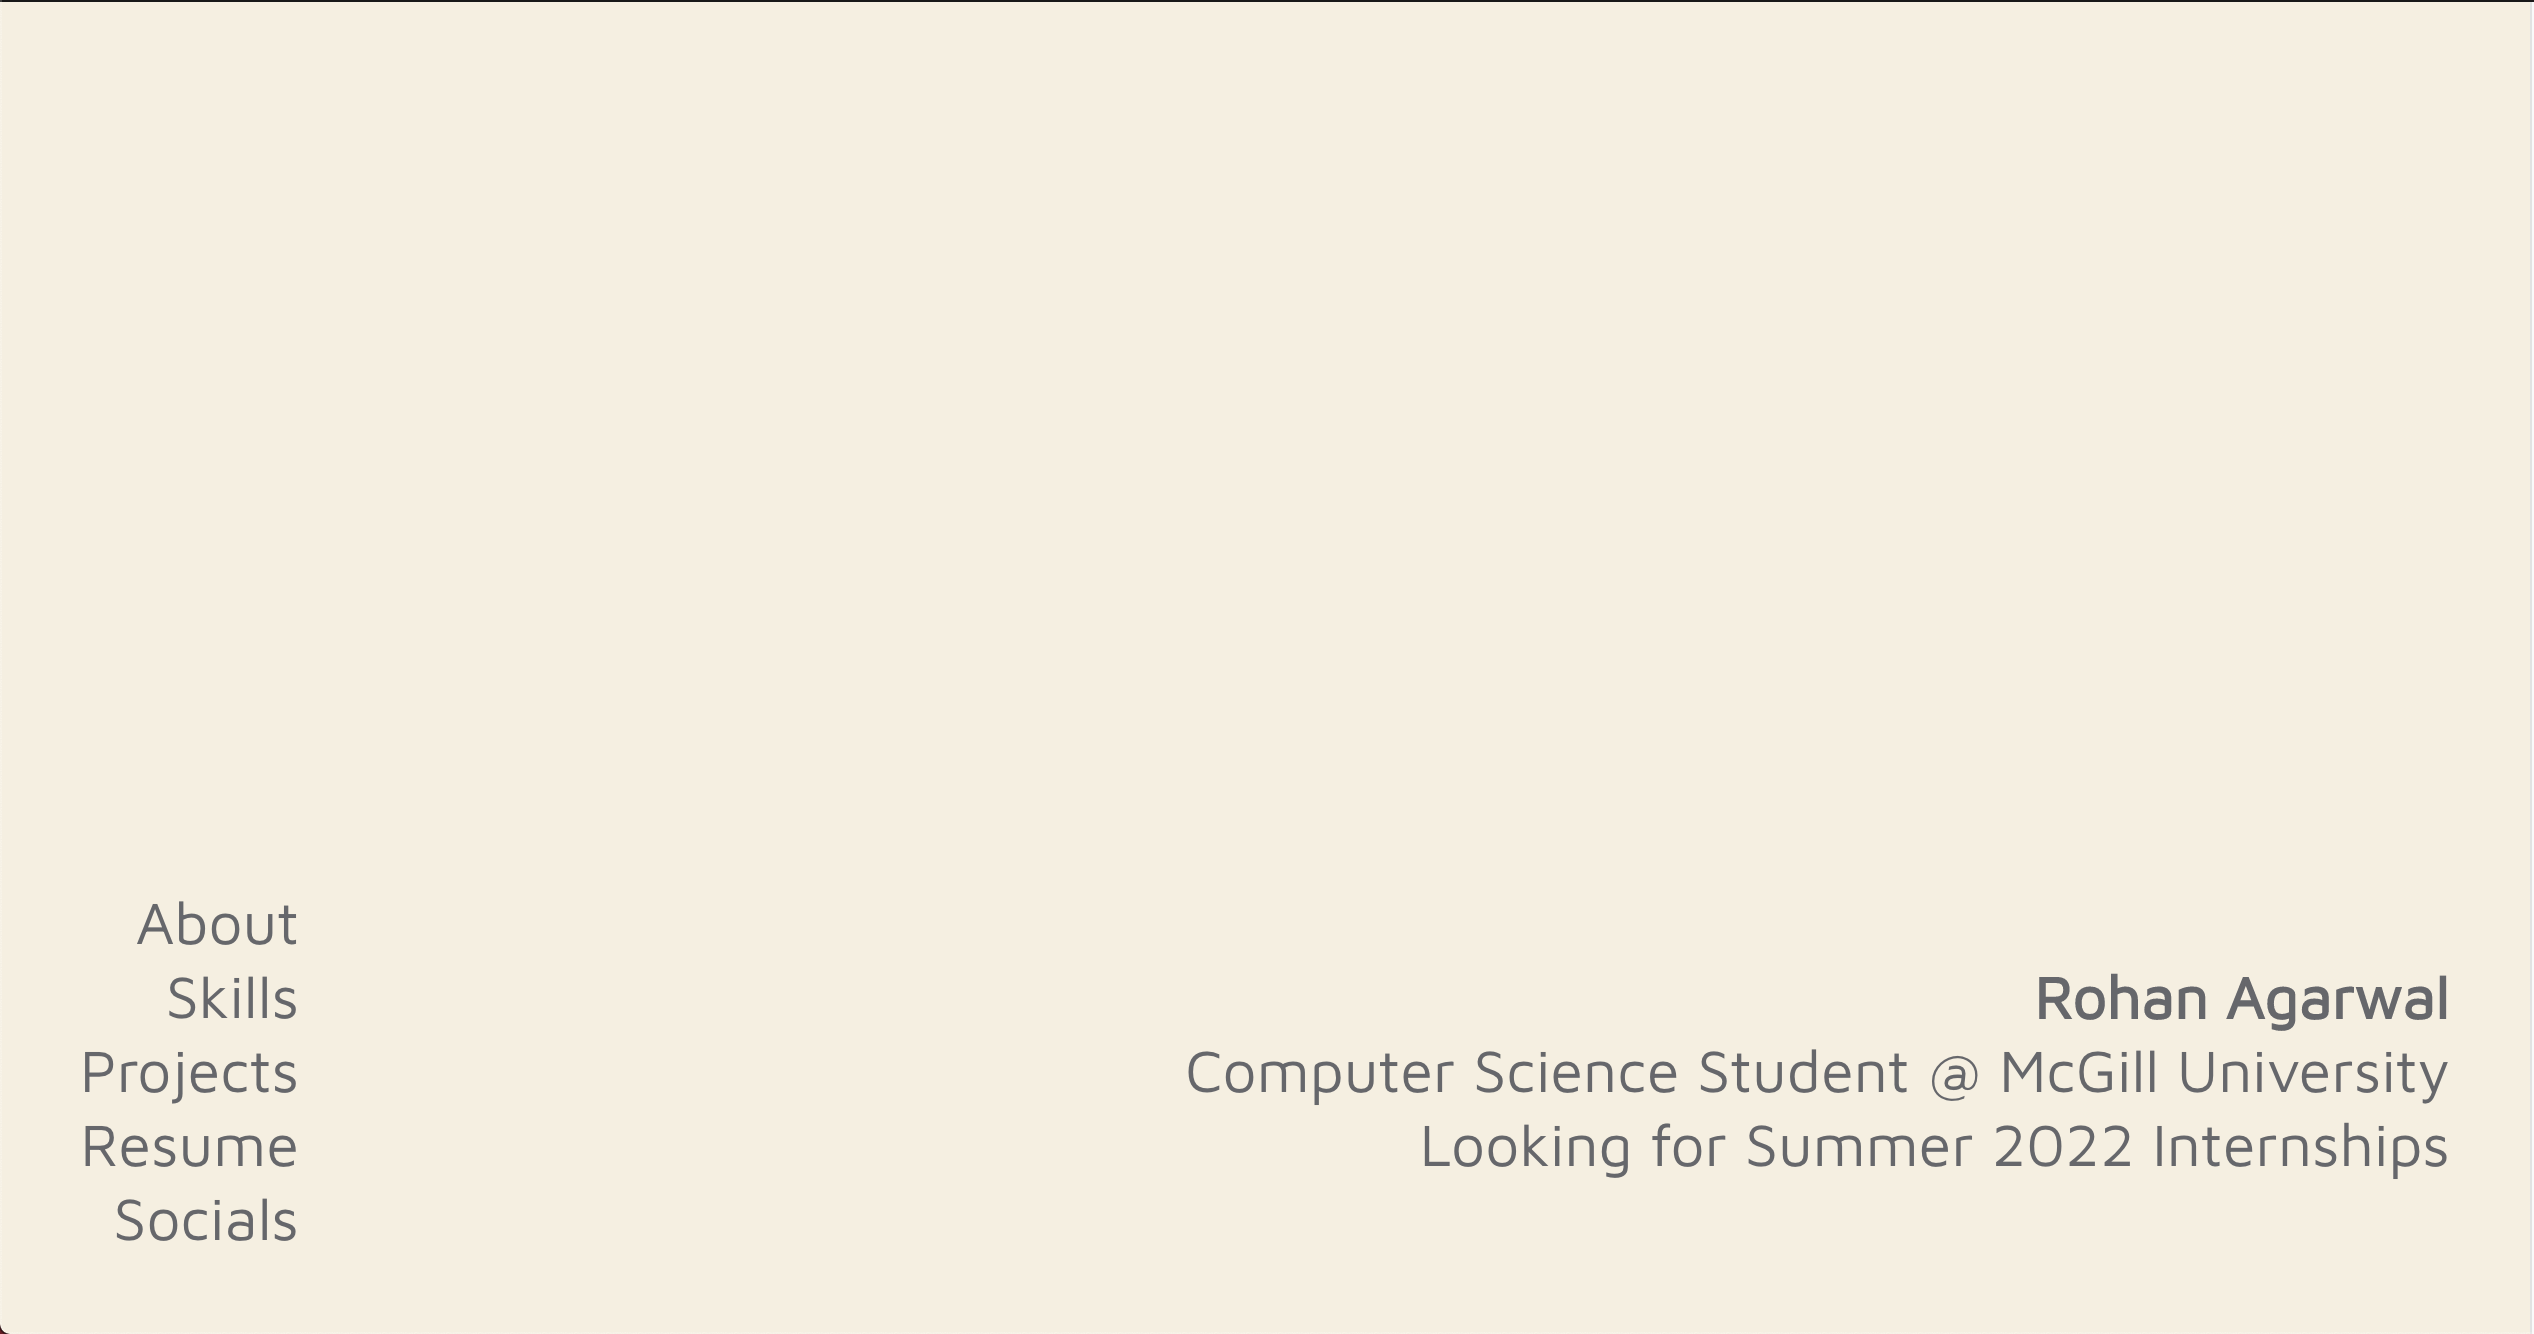 About
Skills
Projects
Resume
Socials
Rohan Agarwal
Computer Science Student @ McGill University
Looking for Summer 2022 Internships